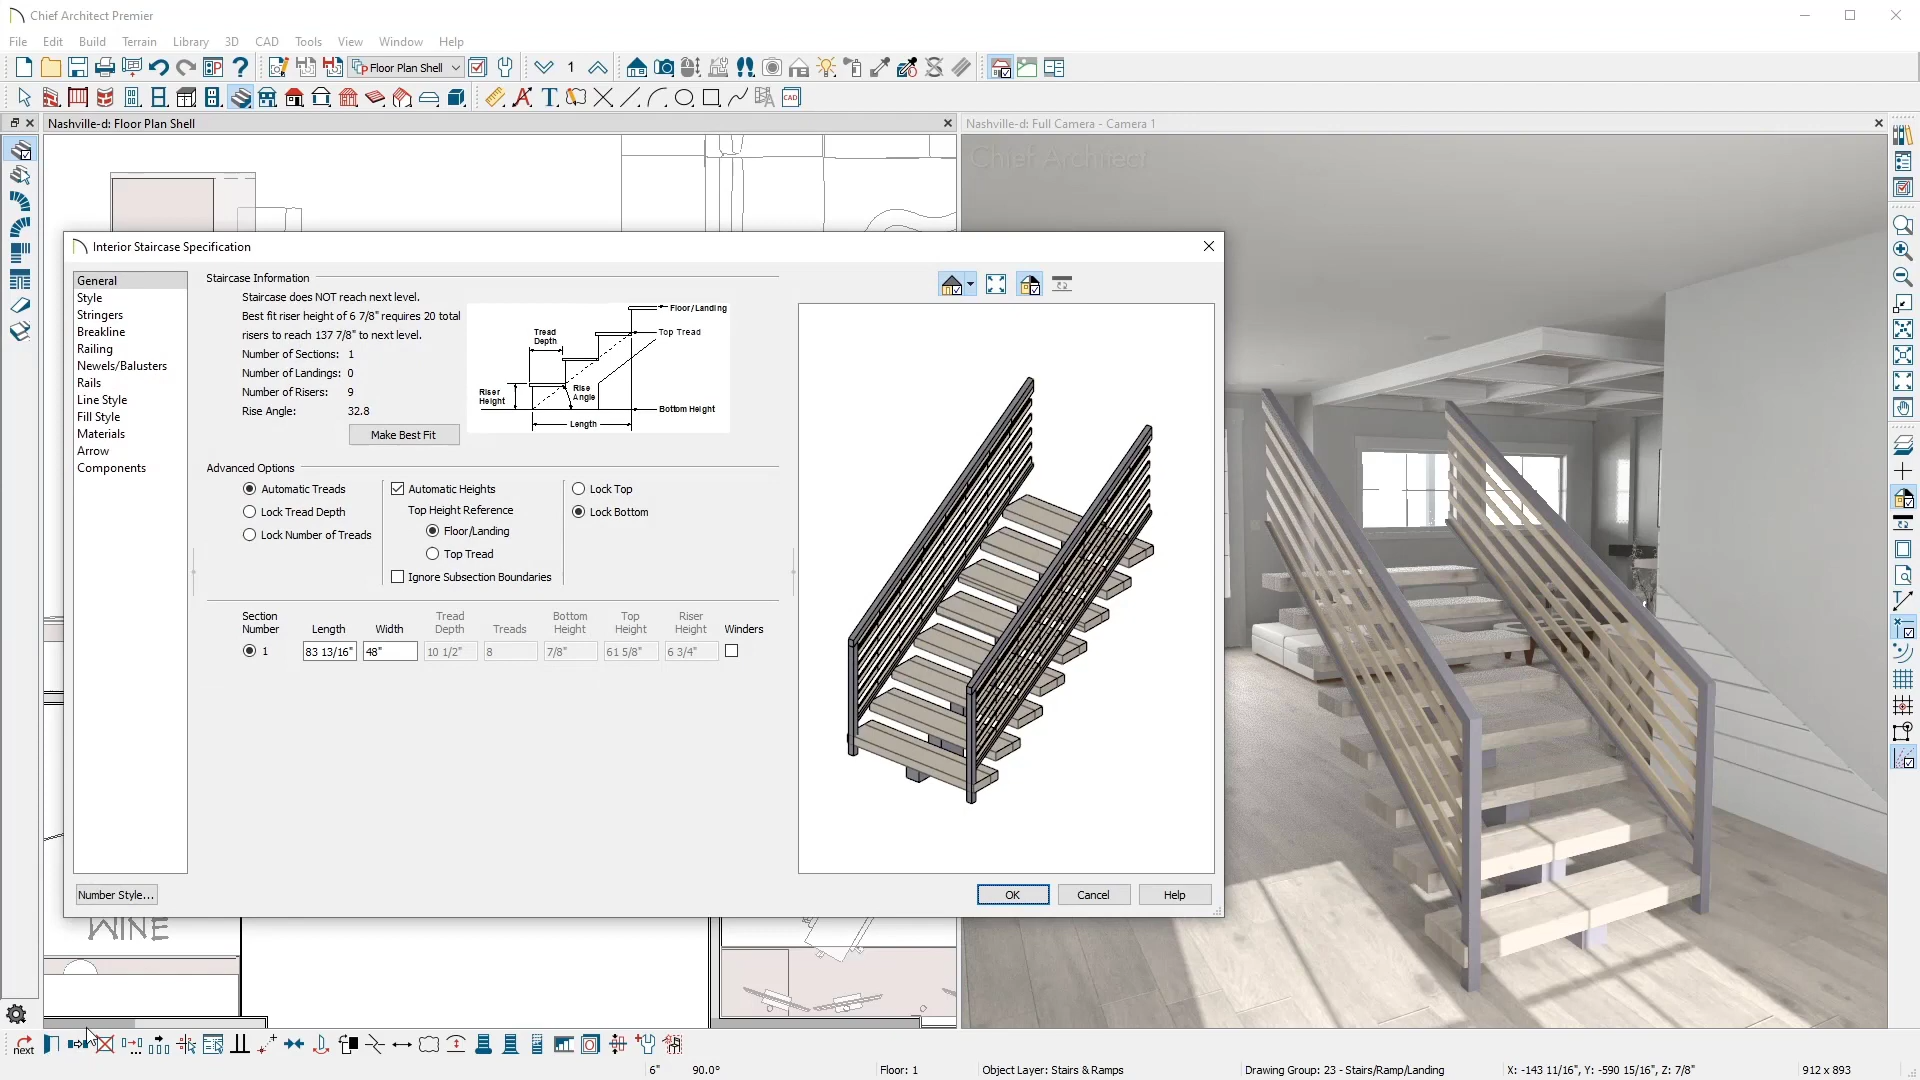 Chief Architect Premier
File Edit Build Terrain Library 3D CAD Tools View Window Help
Floor Plan Shell
1
CAD
Nashville-d: Floor Plan Shell
Nashville-d: Full Camera - Camera 1
Chief Architect
Interior Staircase Specification
General
Style
Stringers
Breakline
Railing
Newels/Balusters
Rails
Line Style
Fill Style
Materials
Arrow
Components
Staircase Information
Staircase does NOT reach next level.
Best fit riser height of 6 7/8" requires 20 total
risers to reach 137 7/8" to next level.
Number of Sections: 1
Number of Landings: 0
Number of Risers: 9
Rise Angle: 32.8
Make Best Fit
Floor/Landing
Tread Depth
Top Tread
Riser Height
Rise Angle
Bottom Height
Length
Advanced Options
Automatic Treads
Lock Tread Depth
Lock Number of Treads
Automatic Heights
Top Height Reference
Floor/Landing
Top Tread
Ignore Subsection Boundaries
Lock Top
Lock Bottom
Section Number Length Width Tread Depth Treads Bottom Height Top Height Riser Height Winders
1 83 13/16" 48" 10 1/2" 8 7/8" 61 5/8" 6 3/4"
Number Style...
OK Cancel Help
WINE
next
6" 90.0° Floor: 1 Object Layer: Stairs & Ramps Drawing Group: 23 - Stairs/Ramp/Landing X: -143 11/16", Y: -590 15/16", Z: 7/8" 912 x 893